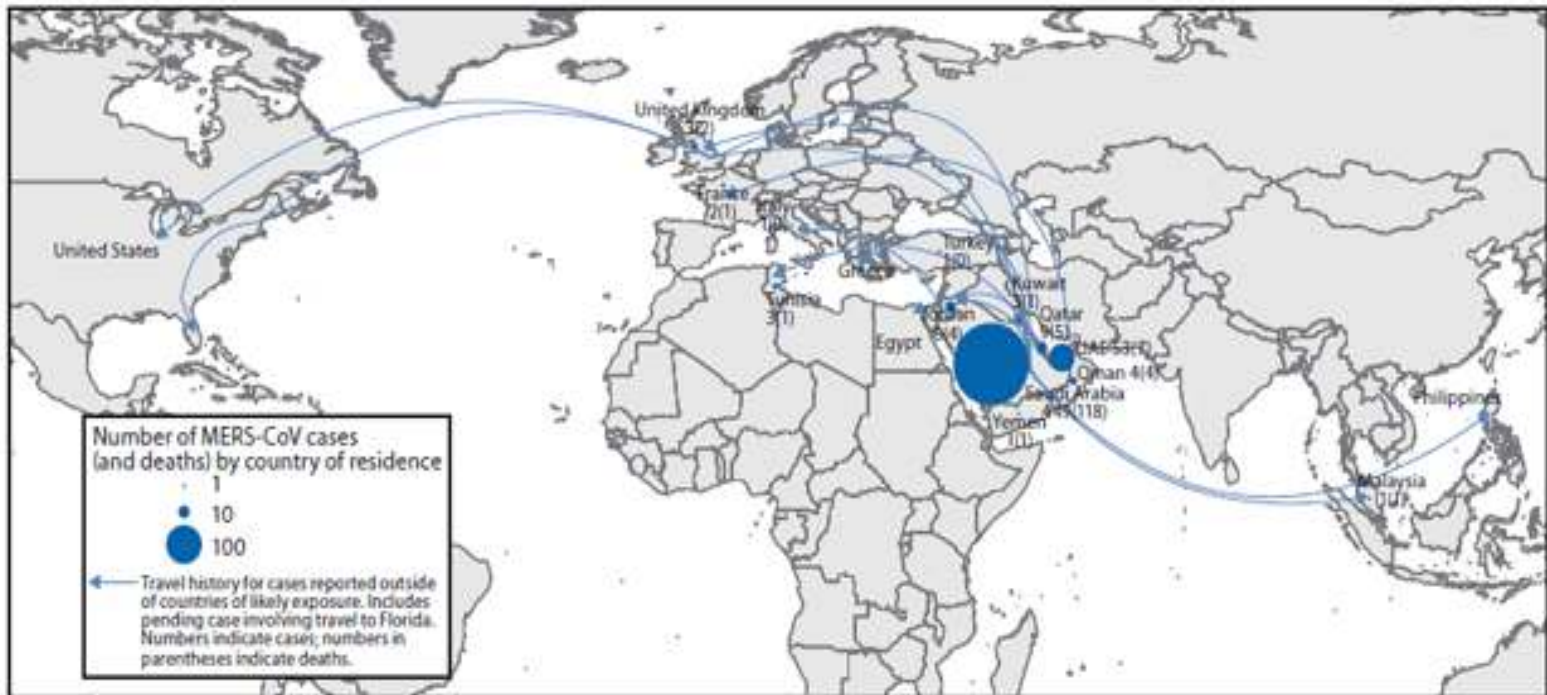 United Kingdom
United States
France
2(1)
Turkey
Greece
Kuwait
3(1)
Tunisia
3(1)
Qatar
Egypt
Oman 4(4)
Saudi Arabia
Philippines
Yemen
1(1)
Malaysia
Number of MERS-CoV cases
(and deaths) by country of residence
1
10
100
Travel history for cases reported outside
of countries of likely exposure. Includes
pending case involving travel to Florida.
Numbers indicate cases; numbers in
parentheses indicate deaths.